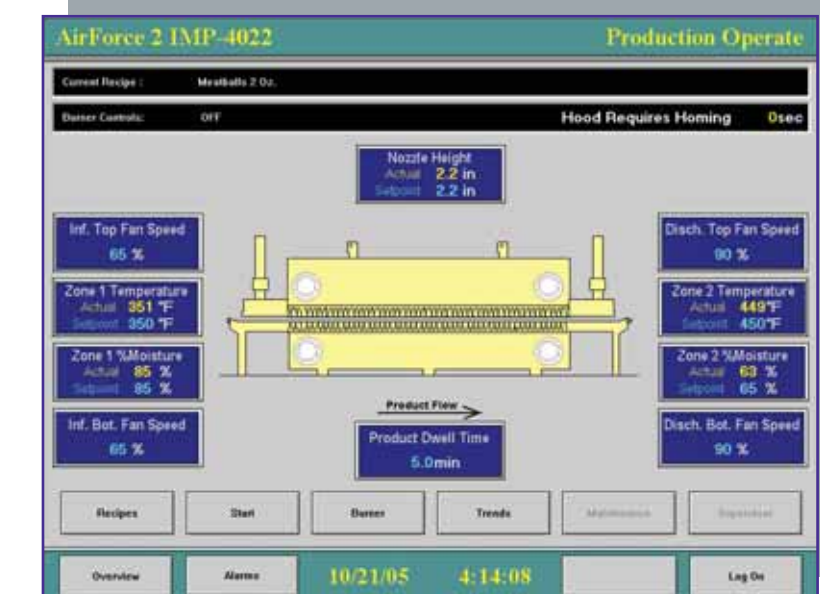 AirForce 2 IMP-4022 Production Operate
Current Recipe : Meatballs 2 Oz.
Burner Controls: OFF Hood Requires Homing 0sec
Nozzle Height
Actual 2.2 in
Setpoint 2.2 in
Inf. Top Fan Speed
65 %
Disch. Top Fan Speed
90 %
Zone 1 Temperature
Actual 351 °F
Setpoint 350 °F
Zone 2 Temperature
Actual 449°F
Setpoint 450°F
Zone 1 %Moisture
Actual 85 %
Setpoint 85 %
Zone 2 %Moisture
Actual 63 %
Setpoint 65 %
Product Flow
Inf. Bot. Fan Speed
65 %
Product Dwell Time
5.0min
Disch. Bot. Fan Speed
90 %
Recipes Start Burner Trends Maintenance Supervisor
Overview Alarms 10/21/05 4:14:08 Log On